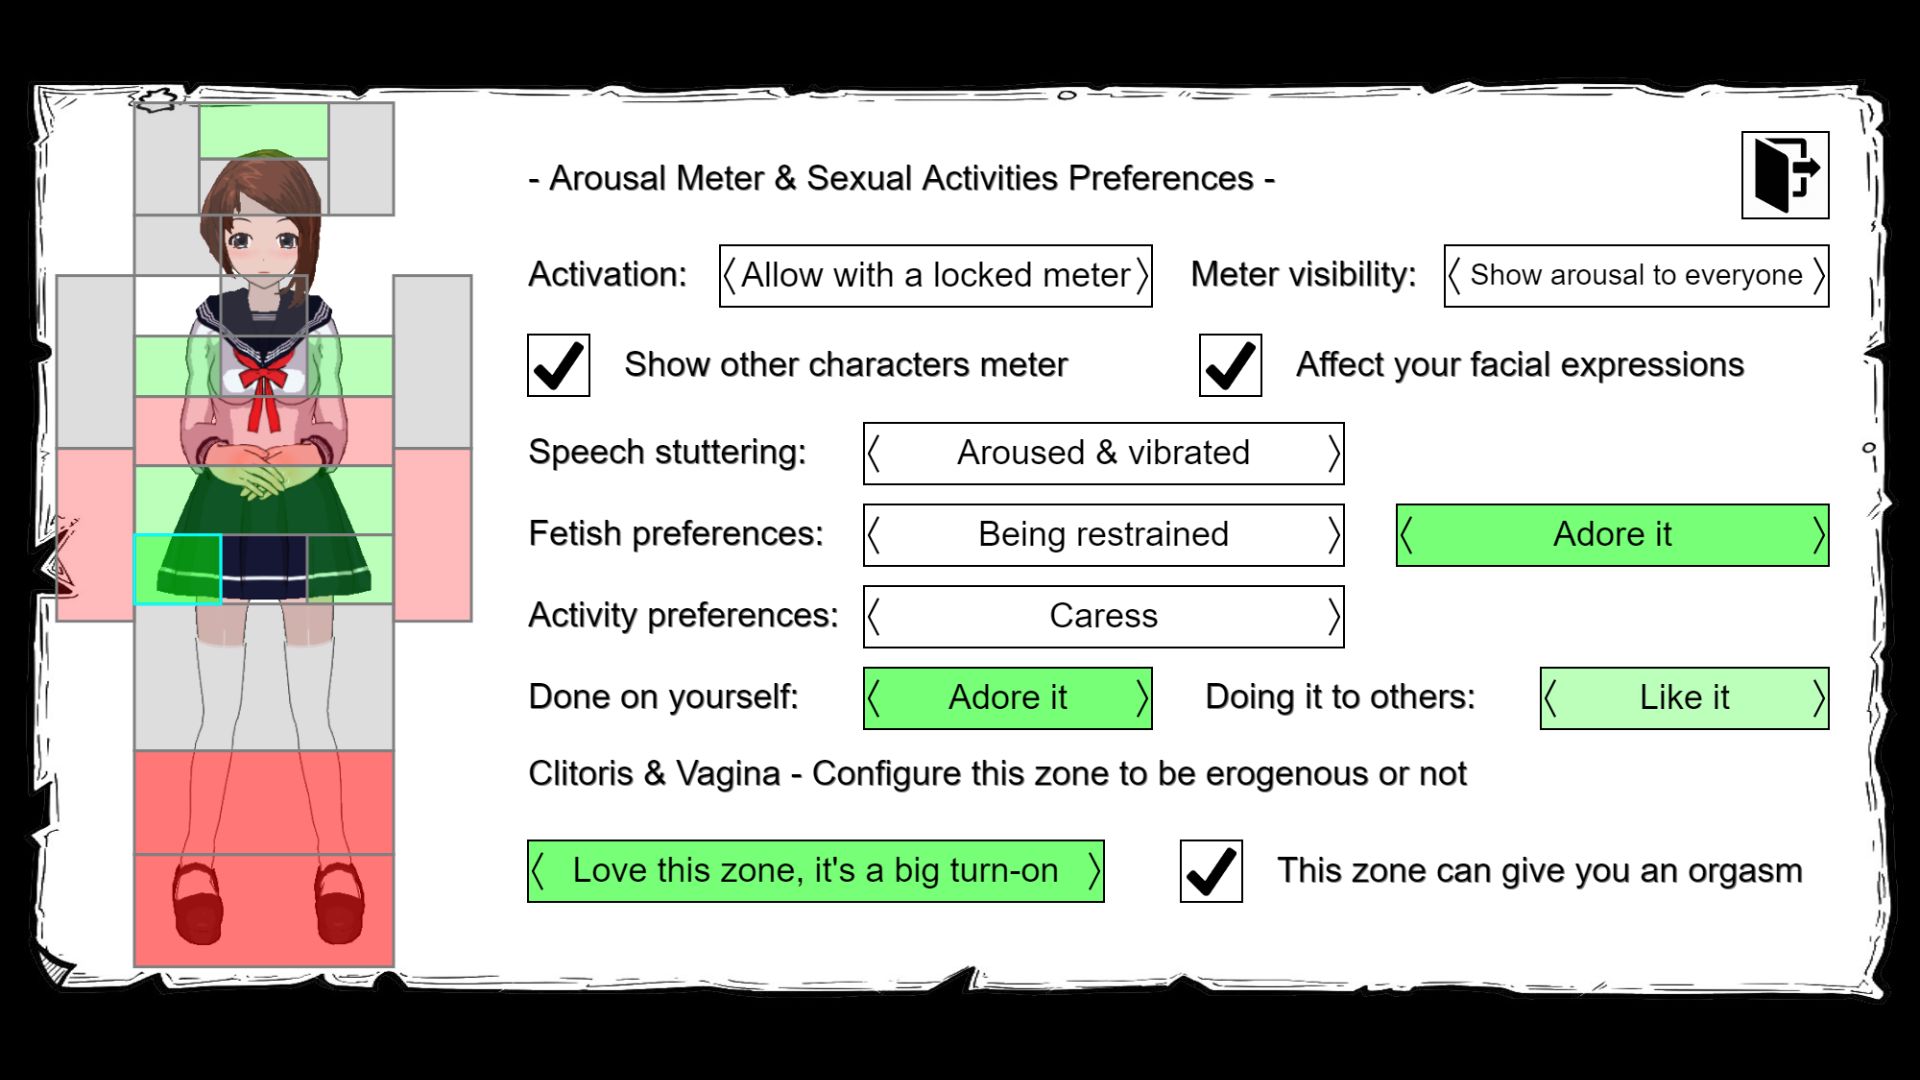 - Arousal Meter & Sexual Activities Preferences -
Activation: Allow with a locked meter Meter visibility: Show arousal to everyone
Show other characters meter Affect your facial expressions
Speech stuttering: Aroused & vibrated
Fetish preferences: Being restrained Adore it
Activity preferences: Caress
Done on yourself: Adore it Doing it to others: Like it
Clitoris & Vagina - Configure this zone to be erogenous or not
Love this zone, it's a big turn-on This zone can give you an orgasm